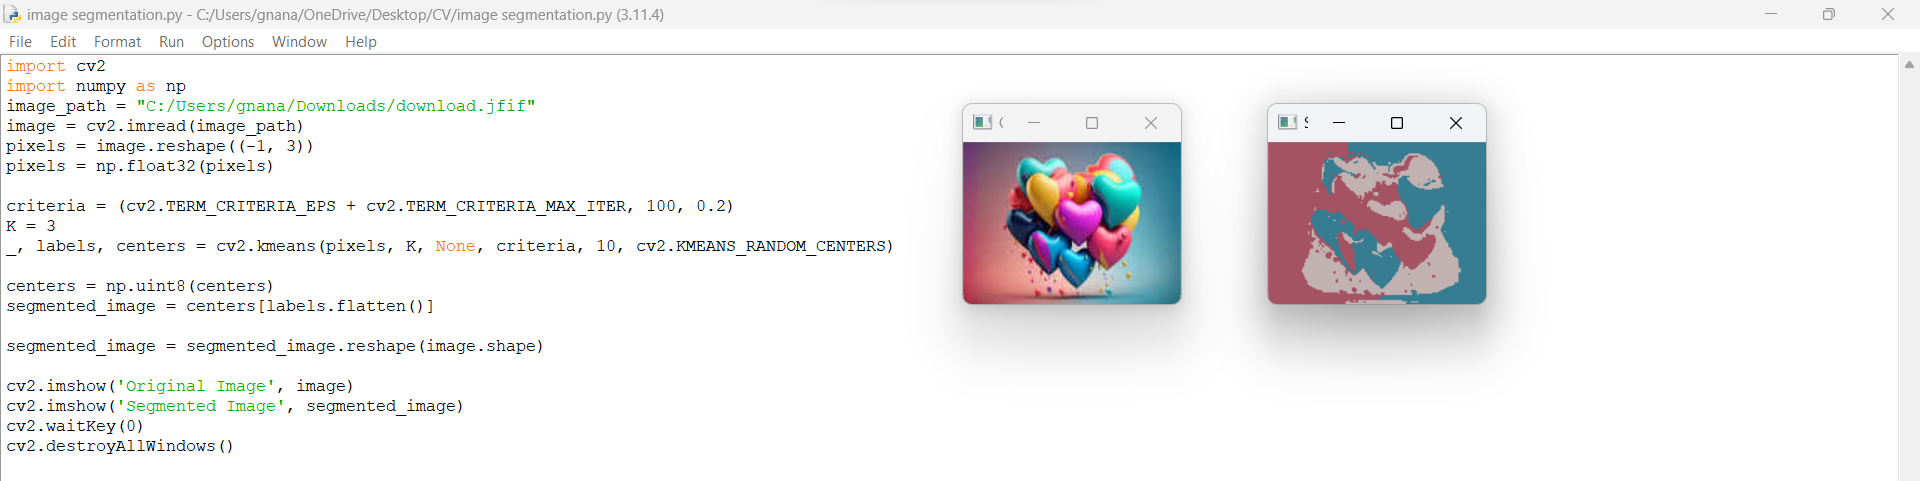 image segmentation.py - C:/Users/gnana/OneDrive/Desktop/CV/image segmentation.py (3.11.4)
File Edit Format Run Options Window Help
import cv2
import numpy as np
image_path = "C:/Users/gnana/Downloads/download.jfif"
image = cv2.imread(image_path)
pixels = image.reshape((-1, 3))
pixels = np.float32(pixels)
criteria = (cv2.TERM_CRITERIA_EPS + cv2.TERM_CRITERIA_MAX_ITER, 100, 0.2)
K = 3
_, labels, centers = cv2.kmeans(pixels, K, None, criteria, 10, cv2.KMEANS_RANDOM_CENTERS)
centers = np.uint8(centers)
segmented_image = centers[labels.flatten()]
segmented_image = segmented_image.reshape(image.shape)
cv2.imshow('Original Image', image)
cv2.imshow('Segmented Image', segmented_image)
cv2.waitKey(0)
cv2.destroyAllWindows()